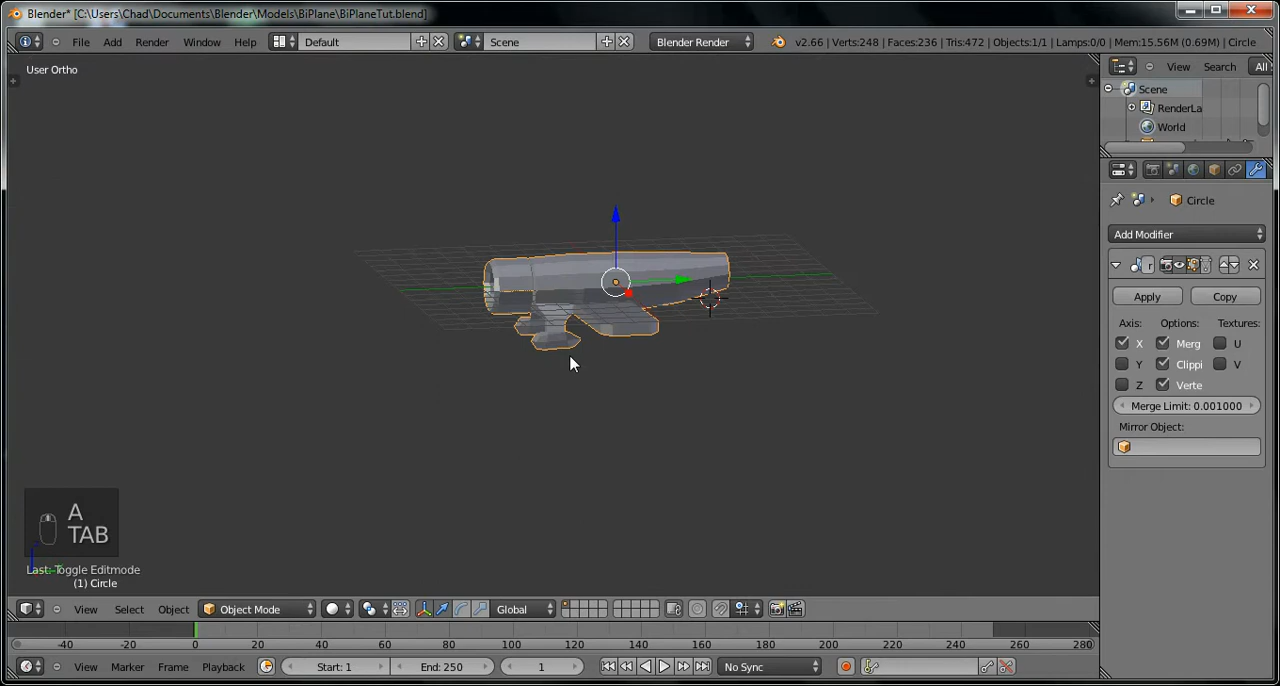 Blender* [C:\Users\Chad\Documents\Blender\Models\BiPlane\BiPlaneTut.blend]
File Add Render Window Help Default Scene Blender Render v2.66 | Verts:248 | Faces:236 | Tris:472 | Objects:1/1 | Lamps:0/0 | Mem:15.56M (0.69M) | Circle
User Ortho
View Search All
Scene
RenderLa
World
Circle
Add Modifier
Apply Copy
Axis: Options: Textures:
X Merg U
Y Clippi V
Z Verte
Merge Limit: 0.001000
Mirror Object:
A
TAB
Last: Toggle Editmode
(1) Circle
View Select Object Object Mode Global
-40 -20 0 20 40 60 80 100 120 140 160 180 200 220 240 260 280
View Marker Frame Playback Start: 1 End: 250 1 No Sync